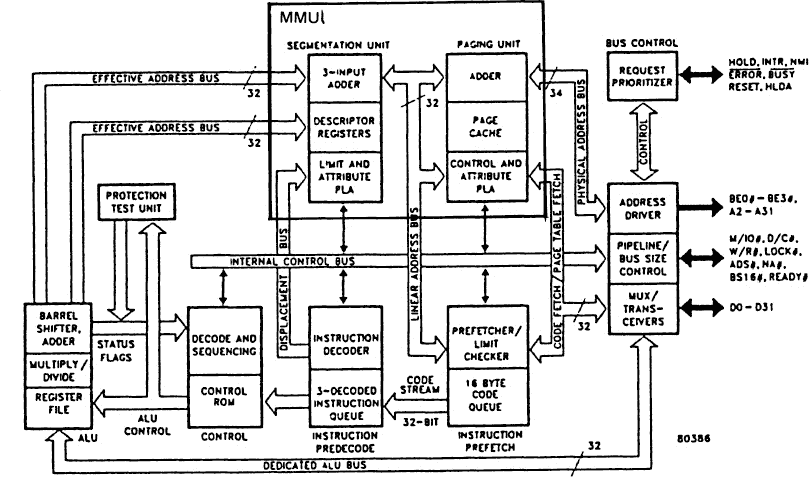 MMUl
SEGMENTATION UNIT
PAGING UNIT
BUS CONTROL
3-INPUT
ADDER
ADDER
REQUEST
PRIORITIZER
HOLD, INTR, NMI
ERROR, BUSY
RESET, HLDA
EFFECTIVE ADDRESS BUS
32
32
34
DESCRIPTOR
REGISTERS
PAGE
CACHE
EFFECTIVE ADDRESS BUS
32
CONTROL
PHYSICAL ADDRESS BUS
LIMIT AND
ATTRIBUTE
PLA
CONTROL AND
ATTRIBUTE
PLA
PROTECTION
TEST UNIT
ADDRESS
DRIVER
BE0#-BE3#,
A2-A31
INTERNAL CONTROL BUS
DISPLACEMENT BUS
LINEAR ADDRESS BUS
CODE FETCH/PAGE TABLE FETCH
PIPELINE/
BUS SIZE
CONTROL
M/IO#, D/C#,
W/R#, LOCK#,
ADS#, NA#,
BS16#, READY#
MUX/
TRANS-
CEIVERS
D0-D31
32
BARREL
SHIFTER,
ADDER
STATUS
FLAGS
DECODE AND
SEQUENCING
INSTRUCTION
DECODER
PREFETCHER/
LIMIT
CHECKER
MULTIPLY/
DIVIDE
REGISTER
FILE
CONTROL
ROM
3-DECODED
INSTRUCTION
QUEUE
CODE
STREAM
32-BIT
16 BYTE
CODE
QUEUE
ALU
ALU
CONTROL
CONTROL
INSTRUCTION
PREDECODE
INSTRUCTION
PREFETCH
80386
DEDICATED ALU BUS
32